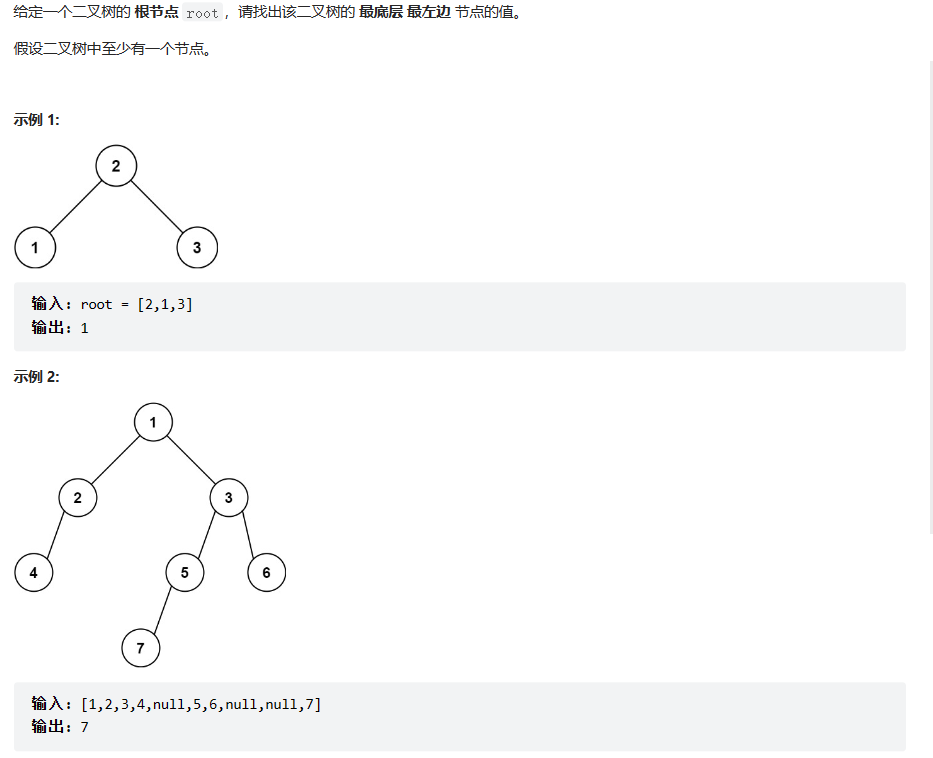 给定一个二叉树的 根节点 root，请找出该二叉树的 最底层 最左边 节点的值。
假设二叉树中至少有一个节点。
示例 1:
2
1 3
输入：root = [2,1,3]
输出：1
示例 2:
1
2 3
4 5 6
7
输入：[1,2,3,4,null,5,6,null,null,7]
输出：7